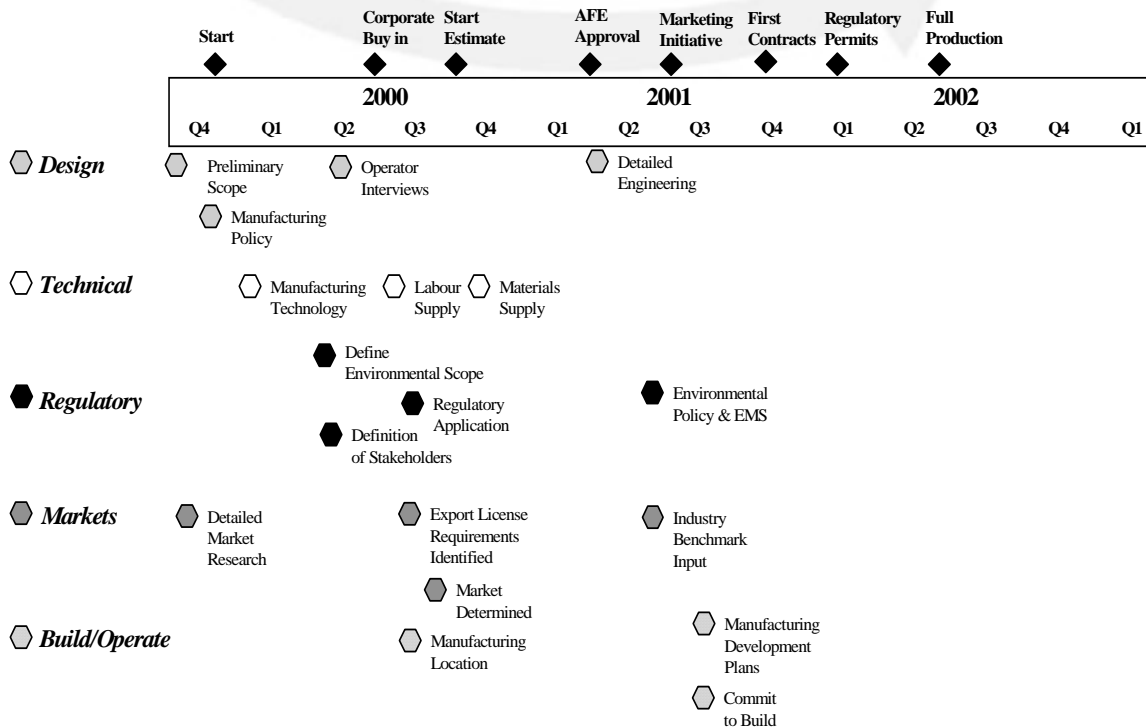 Start
Corporate
Buy in
Start
Estimate
AFE
Approval
Marketing
Initiative
First
Contracts
Regulatory
Permits
Full
Production
2000 2001 2002
Q4 Q1 Q2 Q3 Q4 Q1 Q2 Q3 Q4 Q1 Q2 Q3 Q4 Q1
Design
Preliminary
Scope
Operator
Interviews
Detailed
Engineering
Manufacturing
Policy
Technical
Manufacturing
Technology
Labour
Supply
Materials
Supply
Define
Environmental Scope
Regulatory
Regulatory
Application
Environmental
Policy & EMS
Definition
of Stakeholders
Markets
Detailed
Market
Research
Export License
Requirements
Identified
Industry
Benchmark
Input
Market
Determined
Build/Operate
Manufacturing
Location
Manufacturing
Development
Plans
Commit
to Build